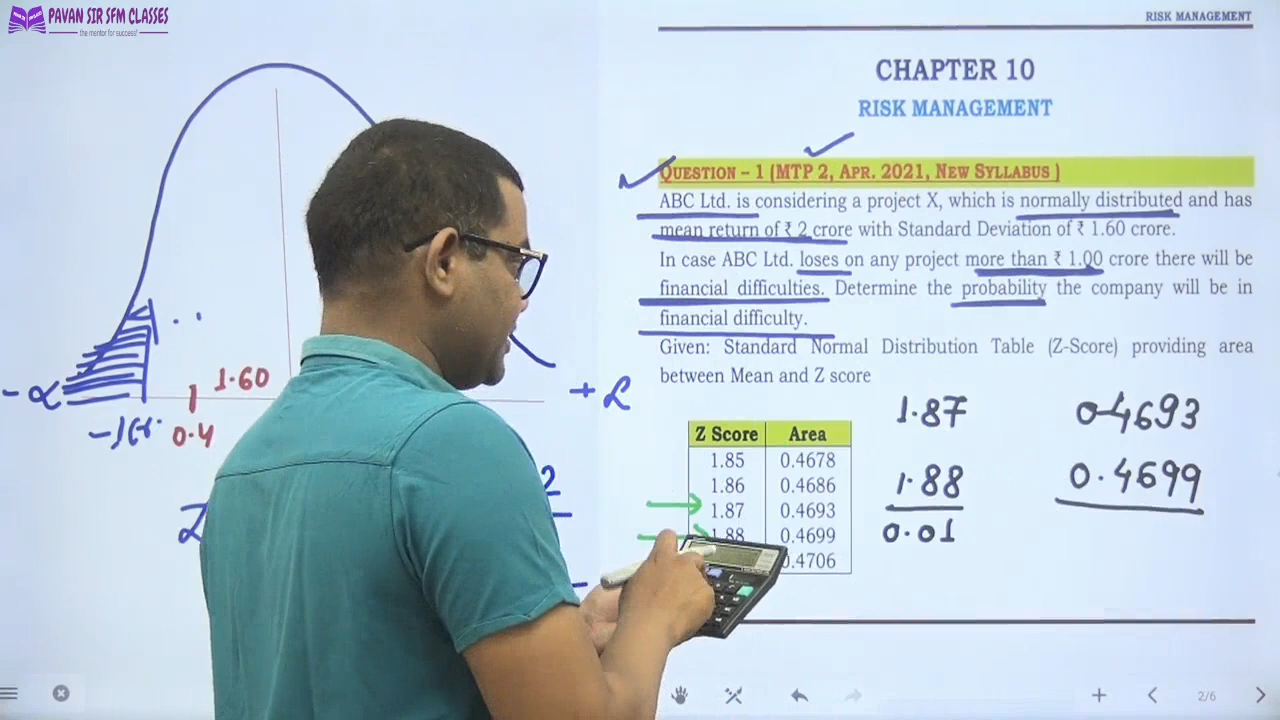 PAVAN SIR SFM CLASSES
the mentor for success!
RISK MANAGEMENT
CHAPTER 10
RISK MANAGEMENT
QUESTION – 1 (MTP 2, APR. 2021, NEW SYLLABUS )
ABC Ltd. is considering a project X, which is normally distributed and has
mean return of ₹ 2 crore with Standard Deviation of ₹ 1.60 crore.
In case ABC Ltd. loses on any project more than ₹ 1.00 crore there will be
financial difficulties. Determine the probability the company will be in
financial difficulty.
Given: Standard Normal Distribution Table (Z-Score) providing area
between Mean and Z score
Z Score Area
1.85 0.4678
1.86 0.4686
1.87 0.4693
1.88 0.4699
0.4706
1.87 0.4693
1.88 0.4699
0.01
1.60
0.4
2
2/6